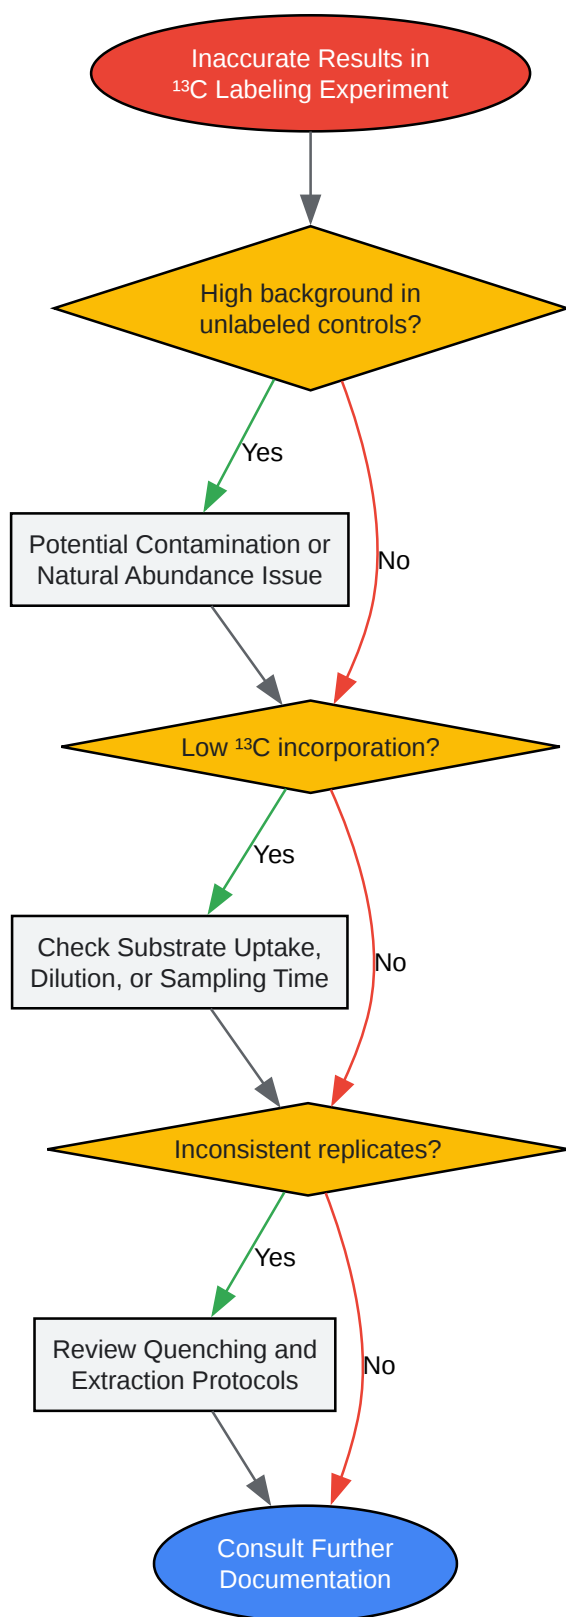 Inaccurate Results in
¹³C Labeling Experiment
High background in
unlabeled controls?
Yes
Potential Contamination or
Natural Abundance Issue
No
Low ¹³C incorporation?
Yes
Check Substrate Uptake,
Dilution, or Sampling Time
No
Inconsistent replicates?
Yes
Review Quenching and
Extraction Protocols
No
Consult Further
Documentation